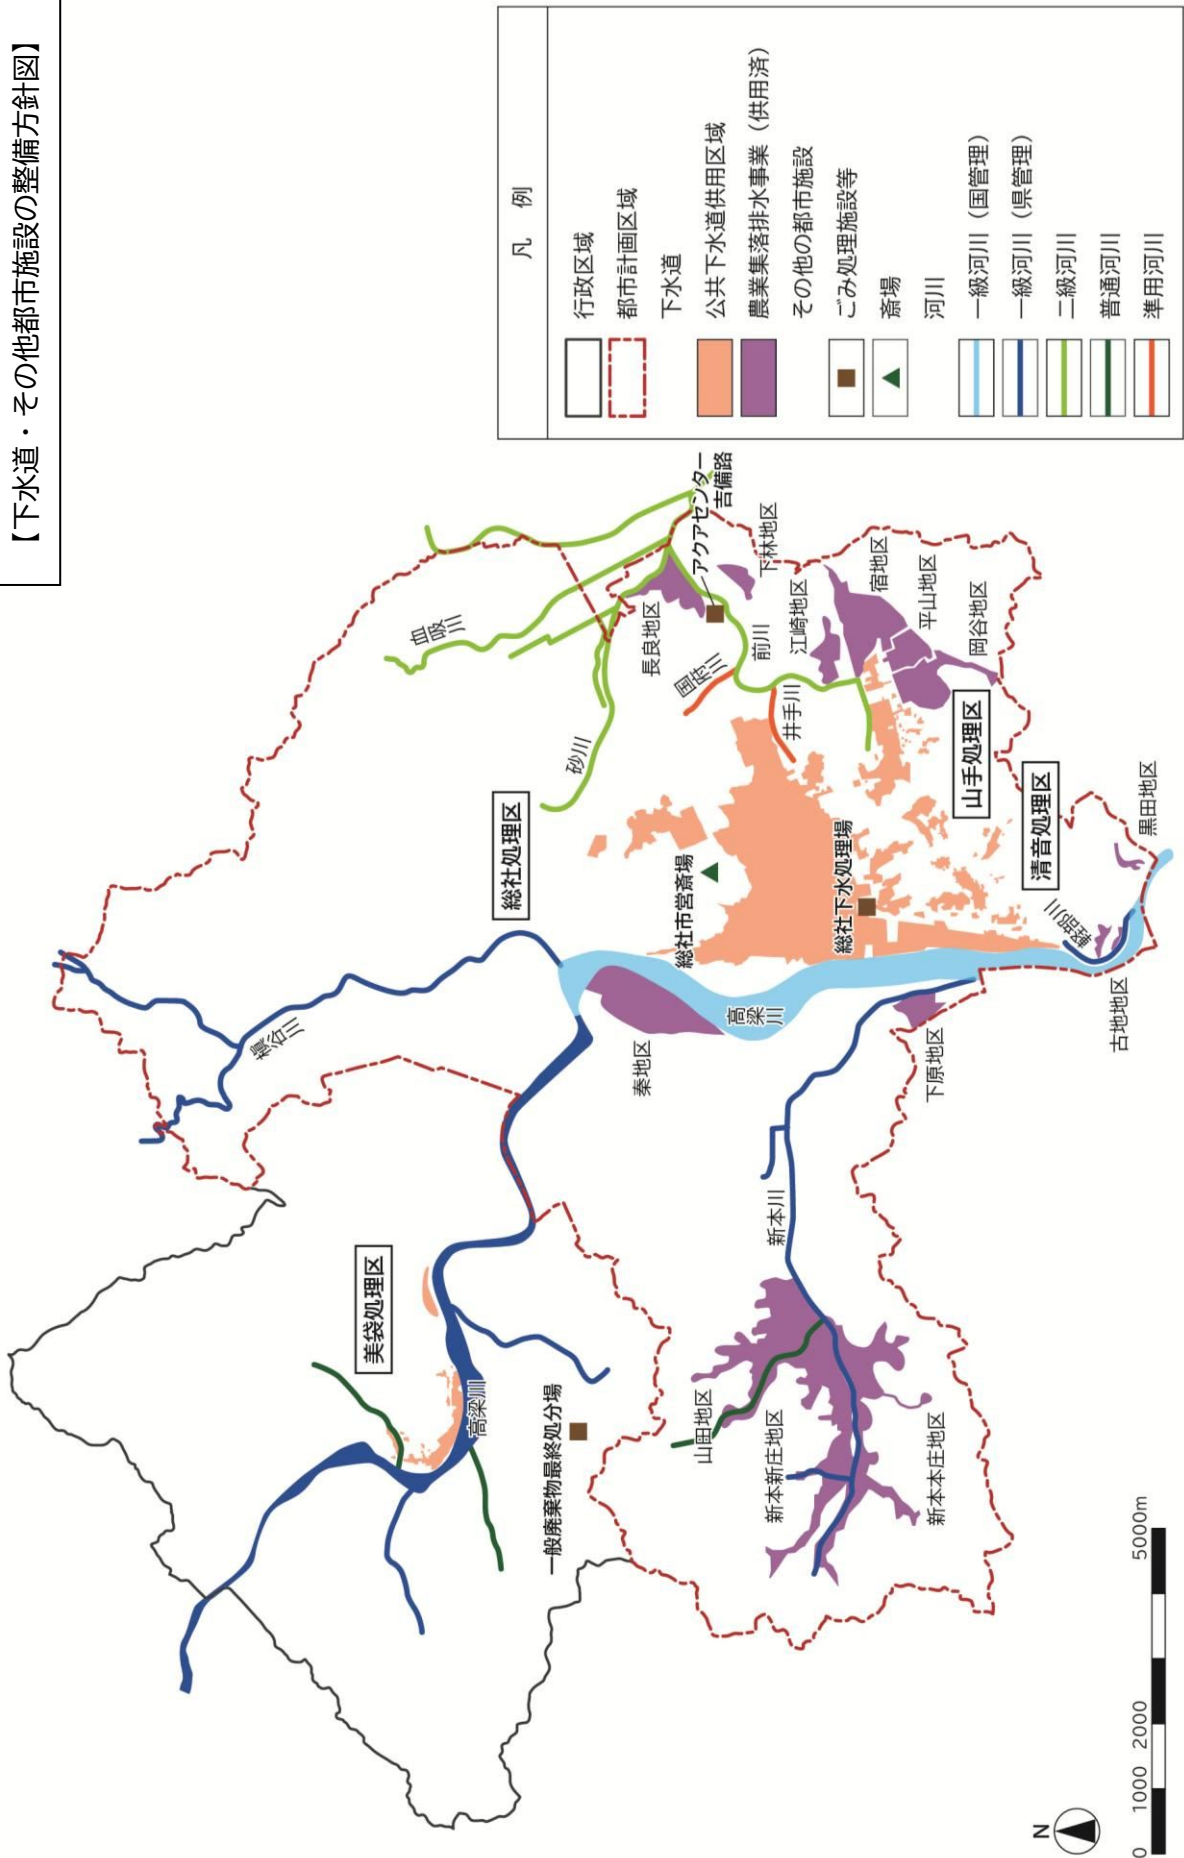 【下水道・その他都市施設の整備方針図】
凡　例
行政区域
都市計画区域
下水道
公共下水道供用区域
農業集落排水事業（供用済）
その他の都市施設
ごみ処理施設等
斎場
河川
一級河川（国管理）
一級河川（県管理）
二級河川
普通河川
準用河川
槙谷川
血吸川
砂川
総社処理区
長良地区
アクアセンター
吉備路
下林地区
国府川
前川
江崎地区
井手川
宿地区
平山地区
岡谷地区
山手処理区
清音処理区
黒田地区
総社市営斎場
総社下水処理場
軽部川
古地地区
高梁川
秦地区
下原地区
新本川
美袋処理区
高梁川
一般廃棄物最終処分場
山田地区
新本新庄地区
新本本庄地区
N
0
1000
2000
5000m